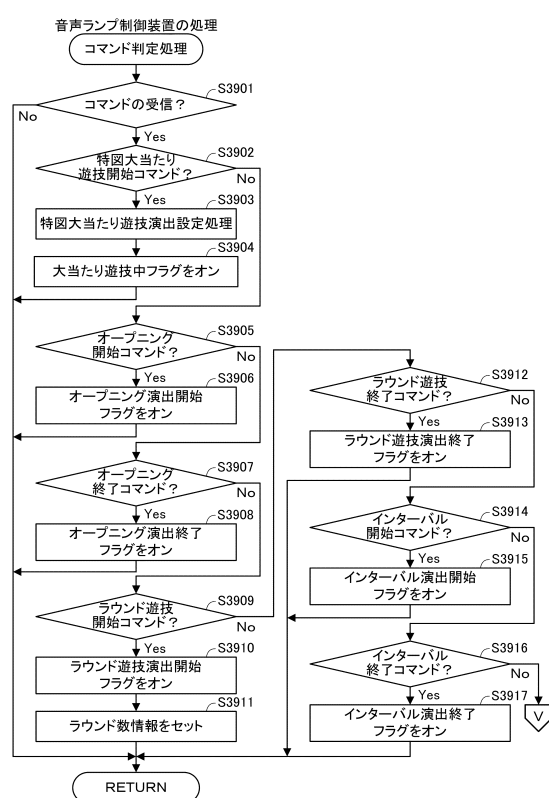 音声ランプ制御装置の処理
コマンド判定処理
S3901
コマンドの受信？
No
Yes
S3902
特図大当たり
遊技開始コマンド？
No
Yes
S3903
特図大当たり遊技演出設定処理
S3904
大当たり遊技中フラグをオン
S3905
オープニング
開始コマンド？
No
Yes
S3906
オープニング演出開始
フラグをオン
S3907
オープニング
終了コマンド？
No
Yes
S3908
オープニング演出終了
フラグをオン
S3909
ラウンド遊技
開始コマンド？
No
Yes
S3910
ラウンド遊技演出開始
フラグをオン
S3911
ラウンド数情報をセット
RETURN
S3912
ラウンド遊技
終了コマンド？
No
Yes
S3913
ラウンド遊技演出終了
フラグをオン
S3914
インターバル
開始コマンド？
No
Yes
S3915
インターバル演出開始
フラグをオン
S3916
インターバル
終了コマンド？
No
Yes
S3917
インターバル演出終了
フラグをオン
V